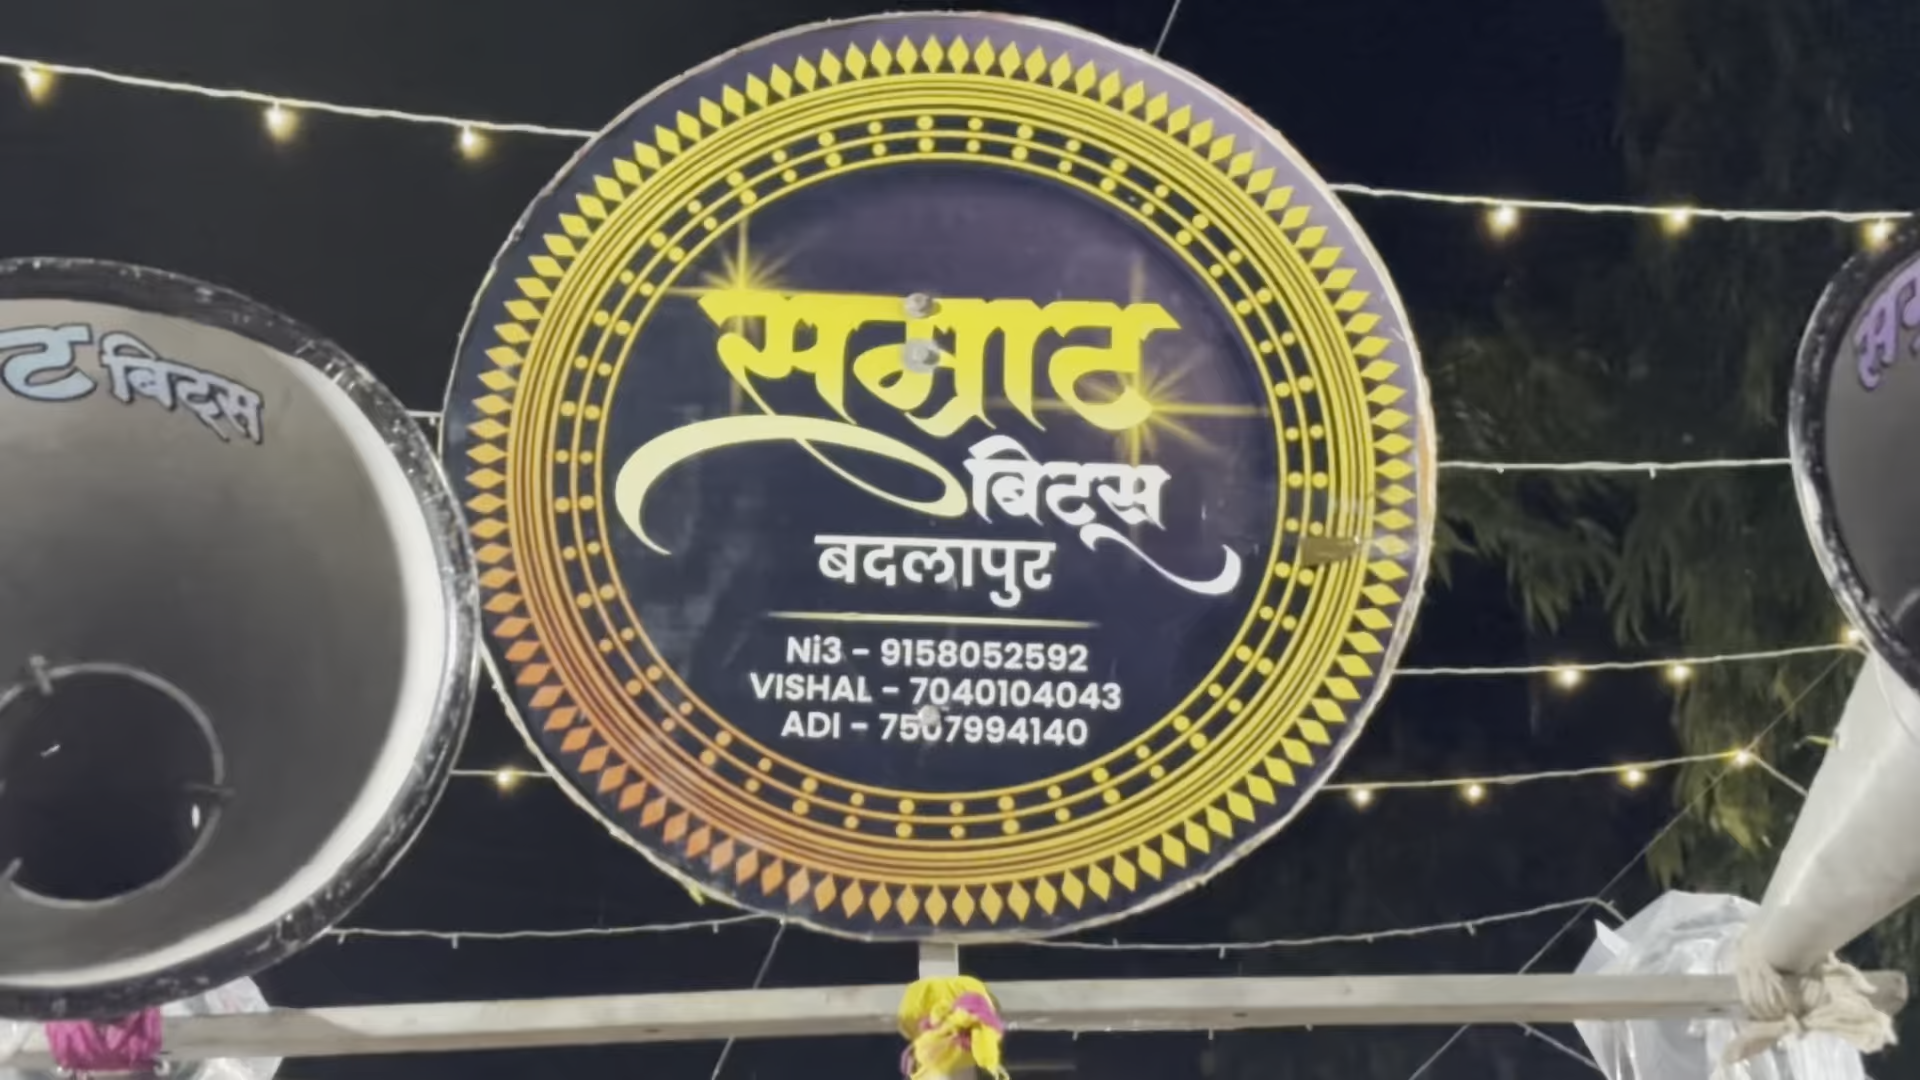 सम्राट
बिट्स
बदलापुर
Ni3 - 9158052592
VISHAL - 7040104043
ADI - 7507994140
ट बिट्स